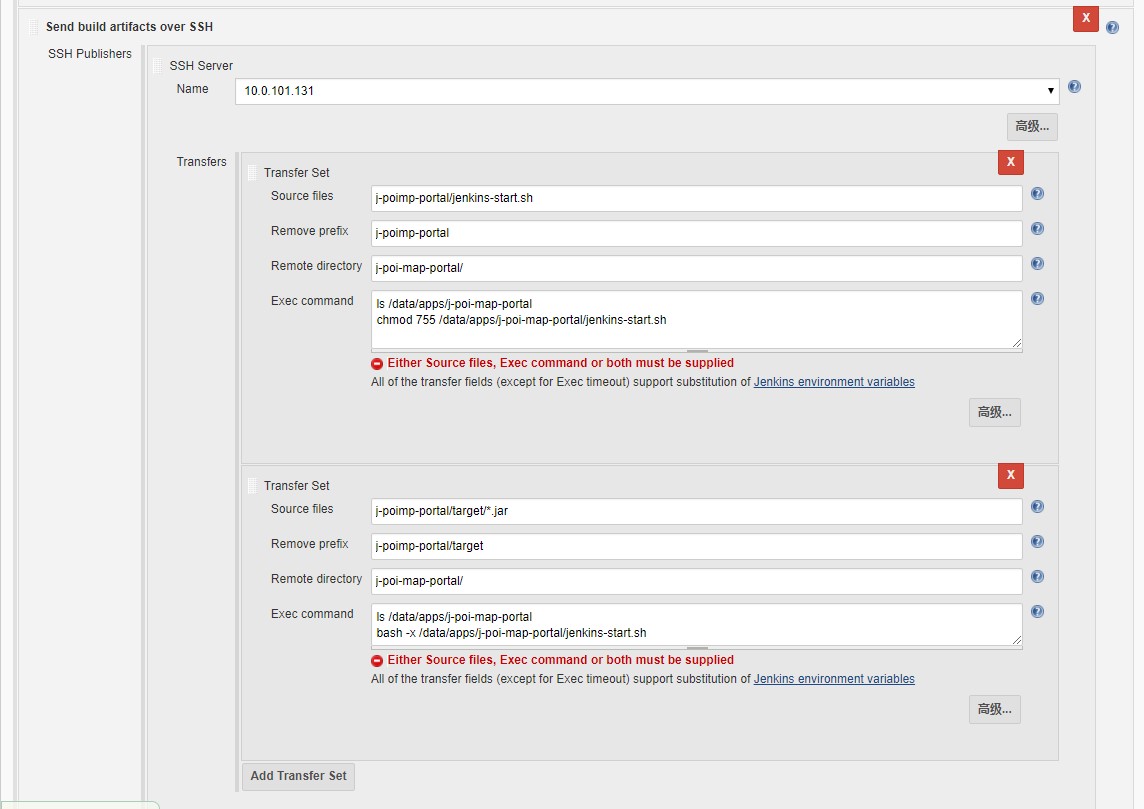 Send build artifacts over SSH
X
SSH Publishers
SSH Server
Name
10.0.101.131
高级...
Transfers
Transfer Set
X
Source files
j-poimp-portal/jenkins-start.sh
Remove prefix
j-poimp-portal
Remote directory
j-poi-map-portal/
Exec command
ls /data/apps/j-poi-map-portal
chmod 755 /data/apps/j-poi-map-portal/jenkins-start.sh
Either Source files, Exec command or both must be supplied
All of the transfer fields (except for Exec timeout) support substitution of Jenkins environment variables
高级...
Transfer Set
X
Source files
j-poimp-portal/target/*.jar
Remove prefix
j-poimp-portal/target
Remote directory
j-poi-map-portal/
Exec command
ls /data/apps/j-poi-map-portal
bash -x /data/apps/j-poi-map-portal/jenkins-start.sh
Either Source files, Exec command or both must be supplied
All of the transfer fields (except for Exec timeout) support substitution of Jenkins environment variables
高级...
Add Transfer Set